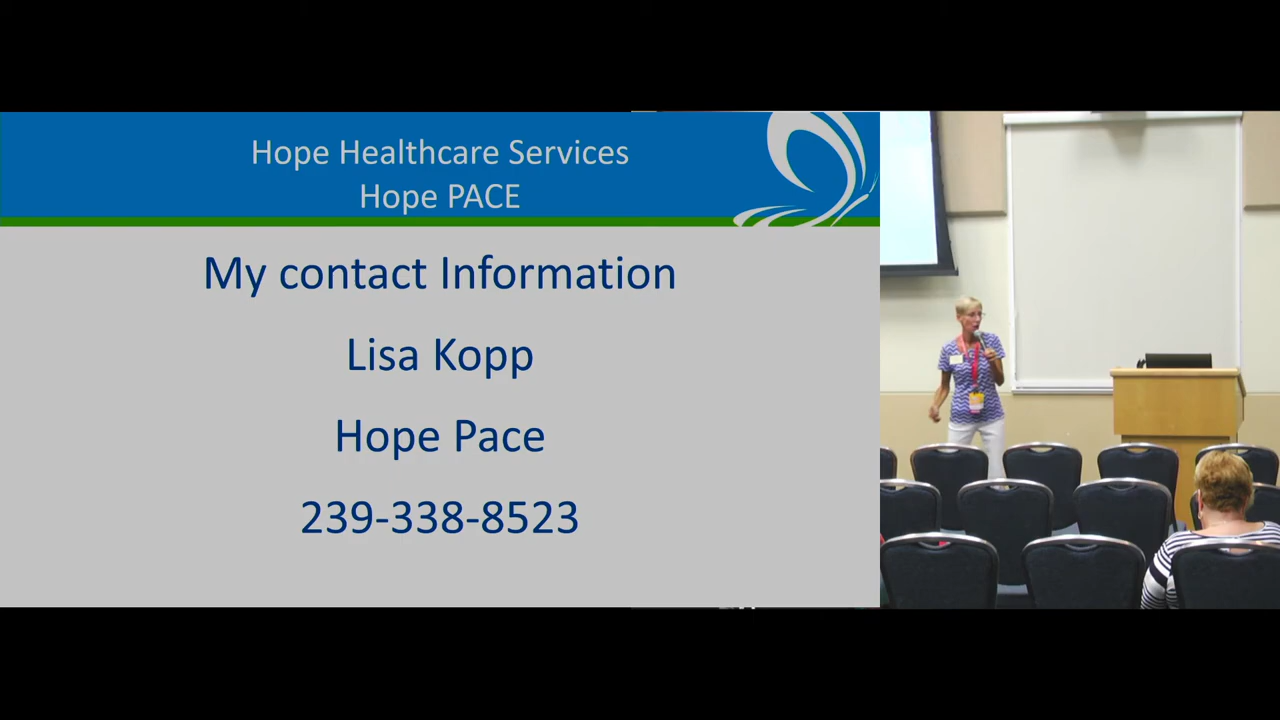 Hope Healthcare Services
Hope PACE
My contact Information
Lisa Kopp
Hope Pace
239-338-8523